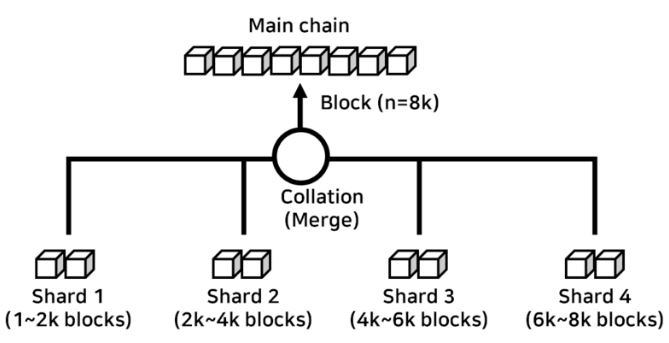 Main chain
Block (n=8k)
Collation
(Merge)
Shard 1
(1~2k blocks)
Shard 2
(2k~4k blocks)
Shard 3
(4k~6k blocks)
Shard 4
(6k~8k blocks)